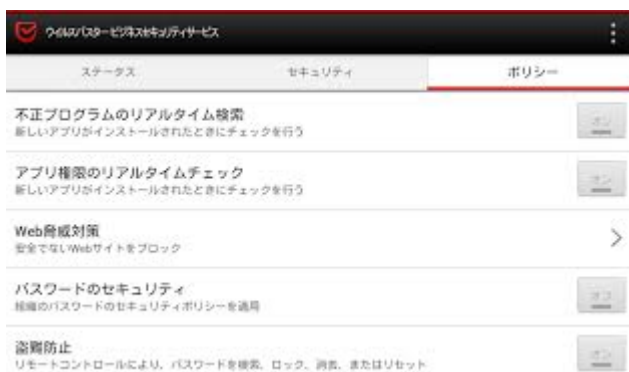 ウイルスバスタービジネスセキュリティサービス
ステータス
セキュリティ
ポリシー
不正プログラムのリアルタイム検索
新しいアプリがインストールされたときにチェックを行う
オン
アプリ権限のリアルタイムチェック
新しいアプリがインストールされたときにチェックを行う
オン
Web脅威対策
安全でないWebサイトをブロック
パスワードのセキュリティ
組織のパスワードのセキュリティポリシーを適用
盗難防止
リモートコントロールにより、パスワードを検索、ロック、消去、またはリセット
オン